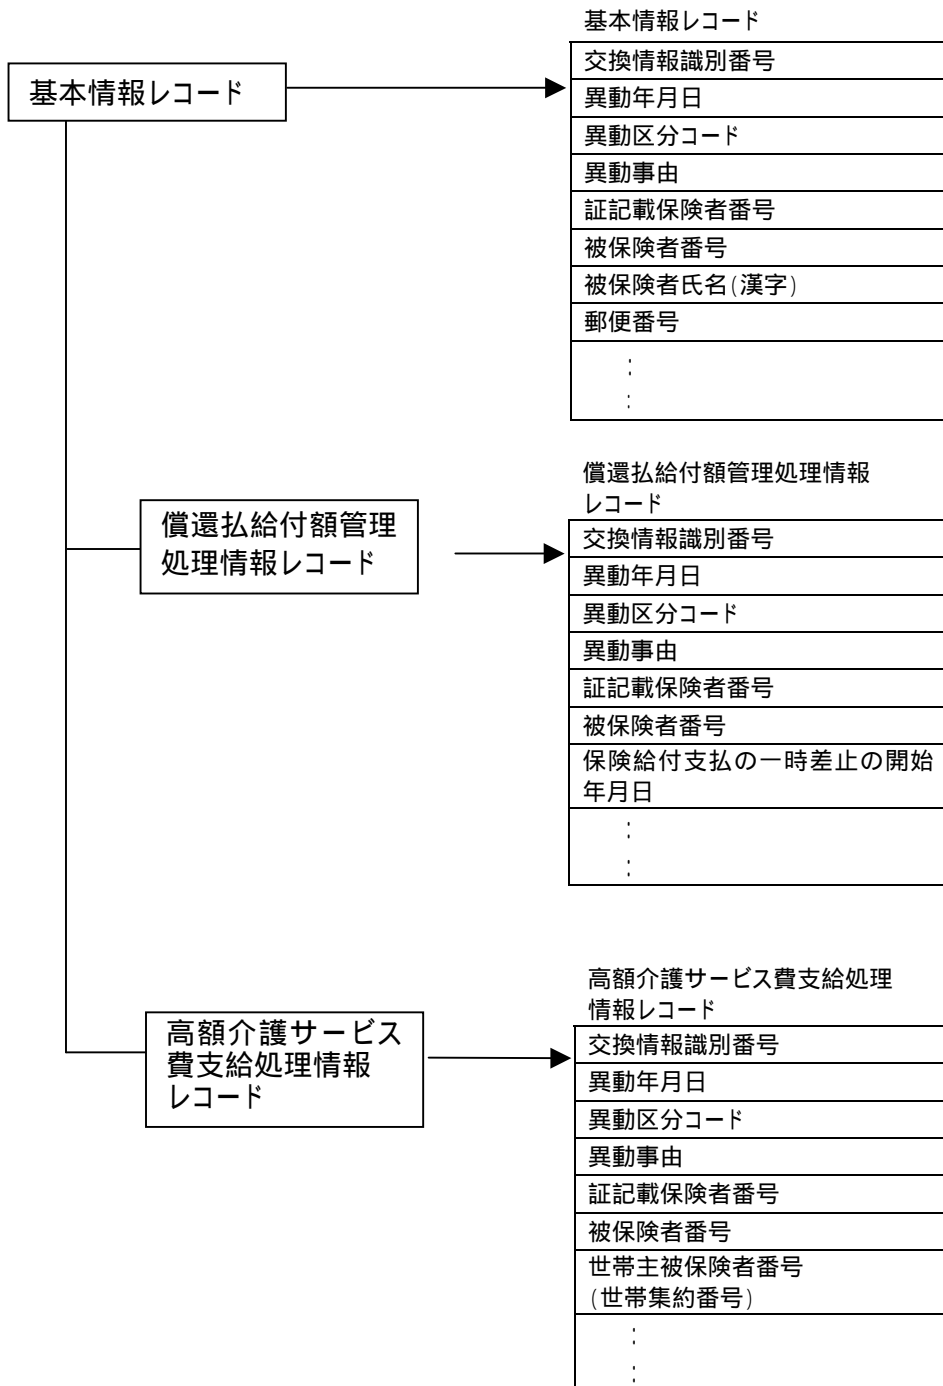 基本情報レコード
基本情報レコード
交換情報識別番号
異動年月日
異動区分コード
異動事由
証記載保険者番号
被保険者番号
被保険者氏名(漢字)
郵便番号
:
:
償還払給付額管理
処理情報レコード
償還払給付額管理処理情報
レコード
交換情報識別番号
異動年月日
異動区分コード
異動事由
証記載保険者番号
被保険者番号
保険給付支払の一時差止の開始
年月日
:
:
高額介護サービス
費支給処理情報
レコード
高額介護サービス費支給処理
情報レコード
交換情報識別番号
異動年月日
異動区分コード
異動事由
証記載保険者番号
被保険者番号
世帯主被保険者番号
(世帯集約番号)
:
: